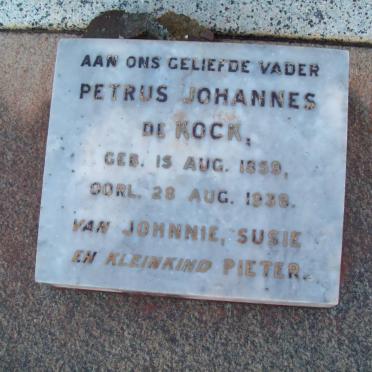 AAN ONS GELIEFDE VADER
PETRUS JOHANNES
DE KOCK,
GEB. 15 AUG. 1859,
OORL. 28 AUG. 1938.
VAN JOHNNIE, SUSIE
EN KLEINKIND PIETER.